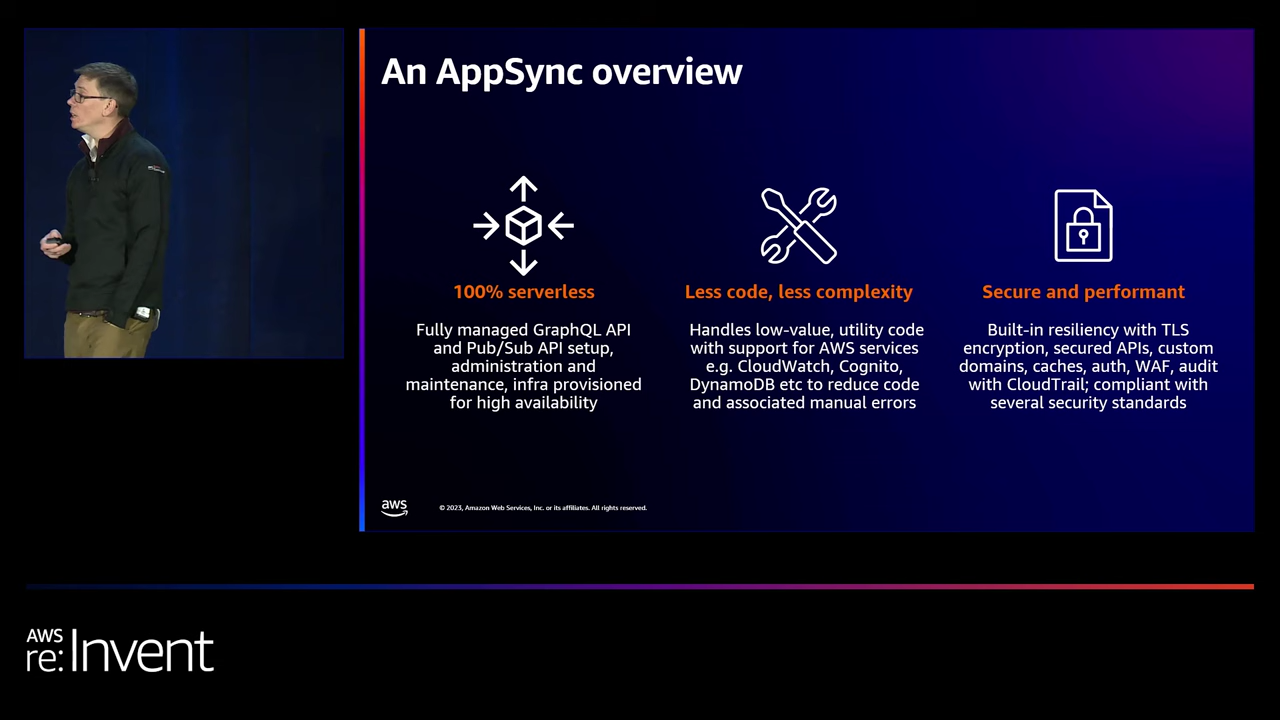 An AppSync overview
100% serverless
Fully managed GraphQL API
and Pub/Sub API setup,
administration and
maintenance, infra provisioned
for high availability
Less code, less complexity
Handles low-value, utility code
with support for AWS services
e.g. CloudWatch, Cognito,
DynamoDB etc to reduce code
and associated manual errors
Secure and performant
Built-in resiliency with TLS
encryption, secured APIs, custom
domains, caches, auth, WAF, audit
with CloudTrail; compliant with
several security standards
aws
© 2023, Amazon Web Services, Inc. or its affiliates. All rights reserved.
AWS
re:Invent